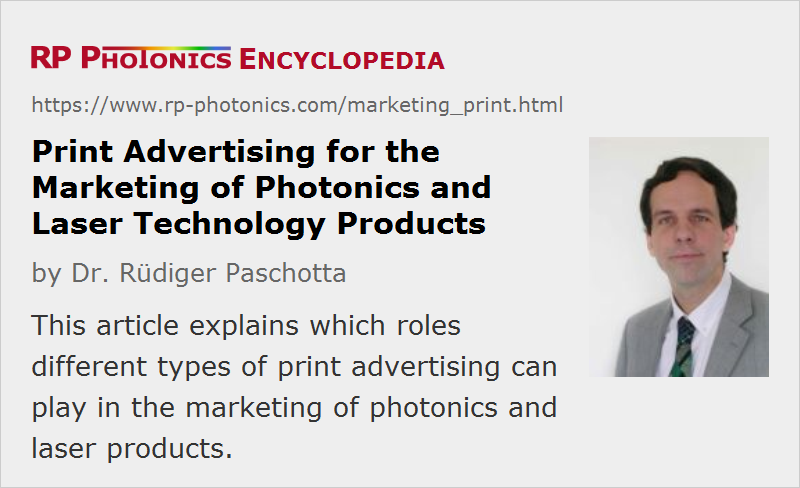 RP PHOTONICS ENCYCLOPEDIA
https://www.rp-photonics.com/marketing_print.html
Print Advertising for the
Marketing of Photonics and
Laser Technology Products
by Dr. Rüdiger Paschotta
This article explains which roles
different types of print advertising can
play in the marketing of photonics and
laser products.